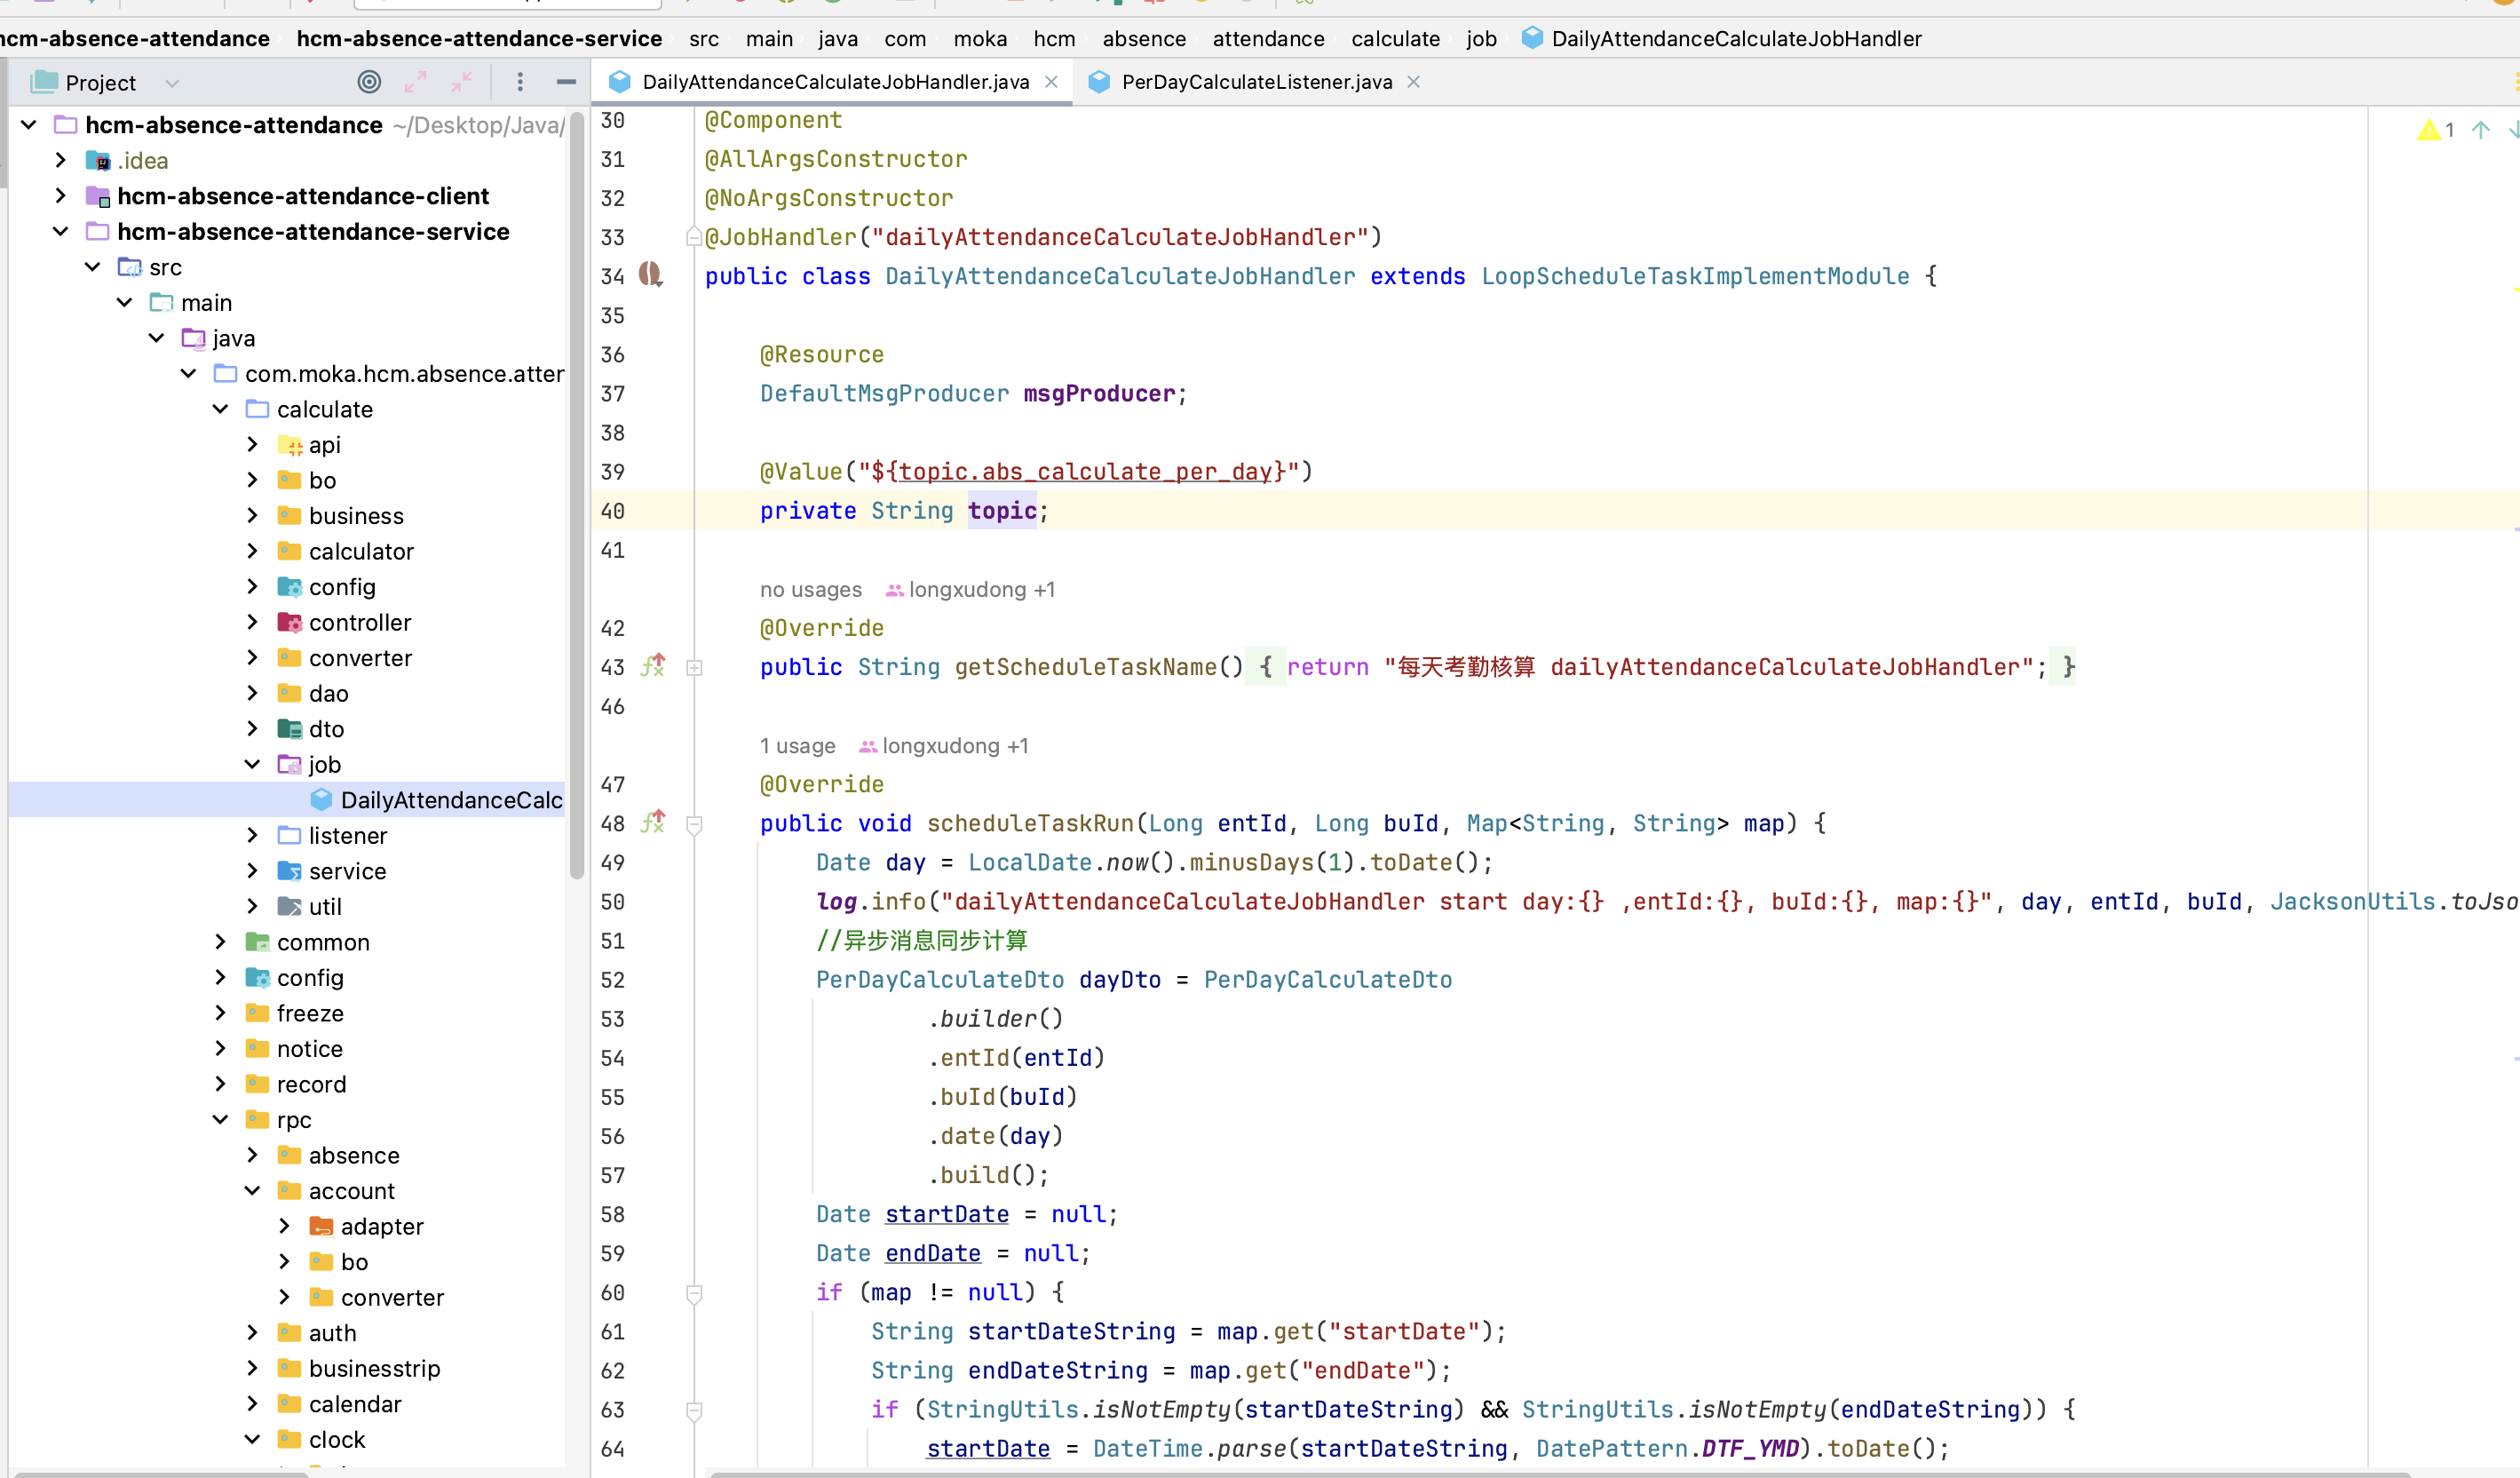 hcm-absence-attendance hcm-absence-attendance-service src main java com moka hcm absence attendance calculate job DailyAttendanceCalculateJobHandler
Project
hcm-absence-attendance ~/Desktop/Java/
.idea
hcm-absence-attendance-client
hcm-absence-attendance-service
src
main
java
com.moka.hcm.absence.atter
calculate
api
bo
business
calculator
config
controller
converter
dao
dto
job
DailyAttendanceCalc
listener
service
util
common
config
freeze
notice
record
rpc
absence
account
adapter
bo
converter
auth
businesstrip
calendar
clock
DailyAttendanceCalculateJobHandler.java PerDayCalculateListener.java
1
30 @Component
31 @AllArgsConstructor
32 @NoArgsConstructor
33 @JobHandler("dailyAttendanceCalculateJobHandler")
34 public class DailyAttendanceCalculateJobHandler extends LoopScheduleTaskImplementModule {
35
36 @Resource
37 DefaultMsgProducer msgProducer;
38
39 @Value("${topic.abs_calculate_per_day}")
40 private String topic;
41
no usages longxudong +1
42 @Override
43 public String getScheduleTaskName() { return "每天考勤核算 dailyAttendanceCalculateJobHandler"; }
46
1 usage longxudong +1
47 @Override
48 public void scheduleTaskRun(Long entId, Long buId, Map<String, String> map) {
49 Date day = LocalDate.now().minusDays(1).toDate();
50 log.info("dailyAttendanceCalculateJobHandler start day:{} ,entId:{}, buId:{}, map:{}", day, entId, buId, JacksonUtils.toJso
51 //异步消息同步计算
52 PerDayCalculateDto dayDto = PerDayCalculateDto
53 .builder()
54 .entId(entId)
55 .buId(buId)
56 .date(day)
57 .build();
58 Date startDate = null;
59 Date endDate = null;
60 if (map != null) {
61 String startDateString = map.get("startDate");
62 String endDateString = map.get("endDate");
63 if (StringUtils.isNotEmpty(startDateString) && StringUtils.isNotEmpty(endDateString)) {
64 startDate = DateTime.parse(startDateString, DatePattern.DTF_YMD).toDate();